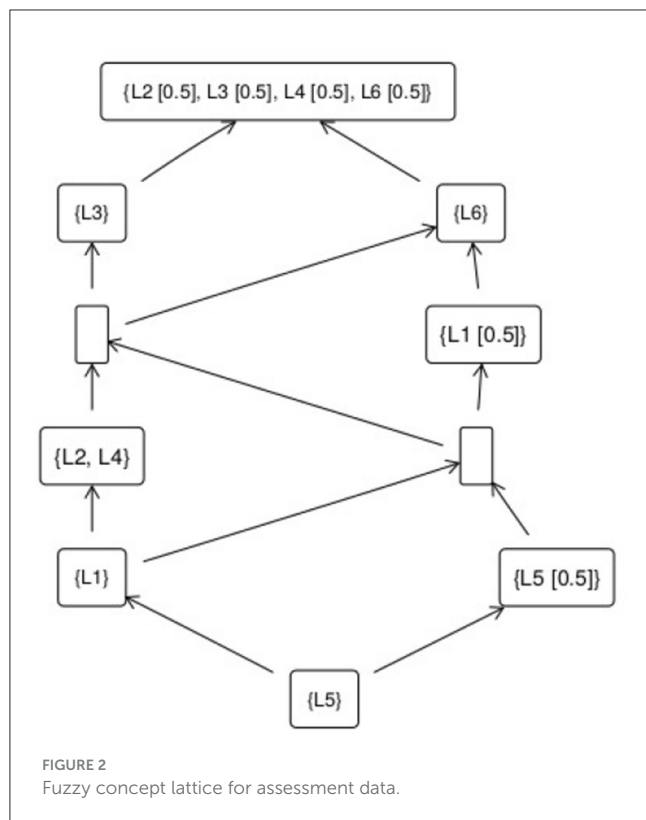 {L2 [0.5], L3 [0.5], L4 [0.5], L6 [0.5]}
{L3}
{L6}
{L1 [0.5]}
{L2, L4}
{L1}
{L5 [0.5]}
{L5}
FIGURE 2
Fuzzy concept lattice for assessment data.